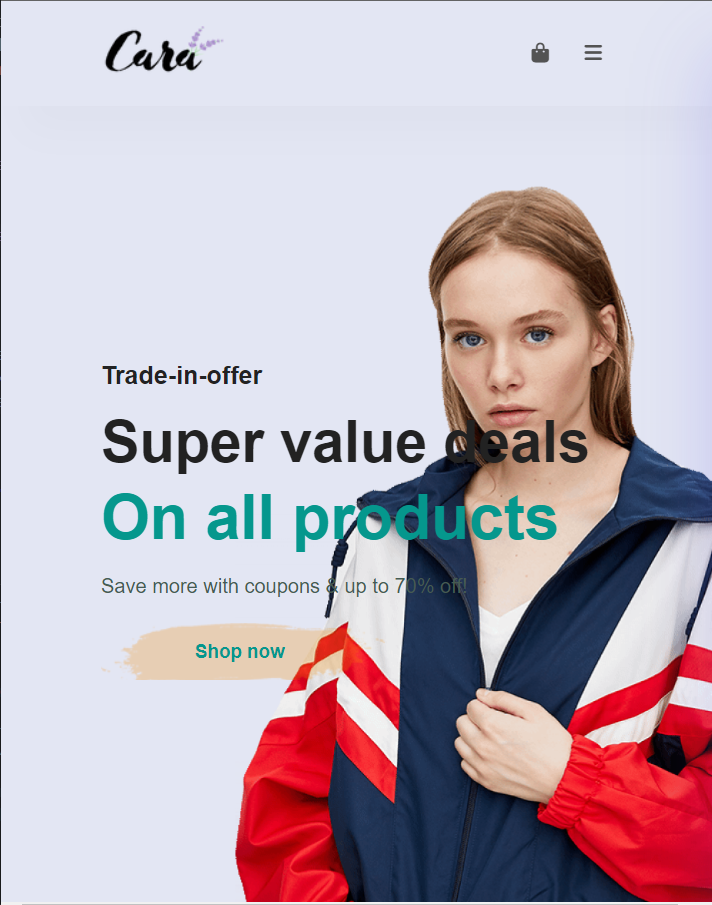 Cara
Trade-in-offer
Super value deals
On all products
Save more with coupons & up to 70% off!
Shop now